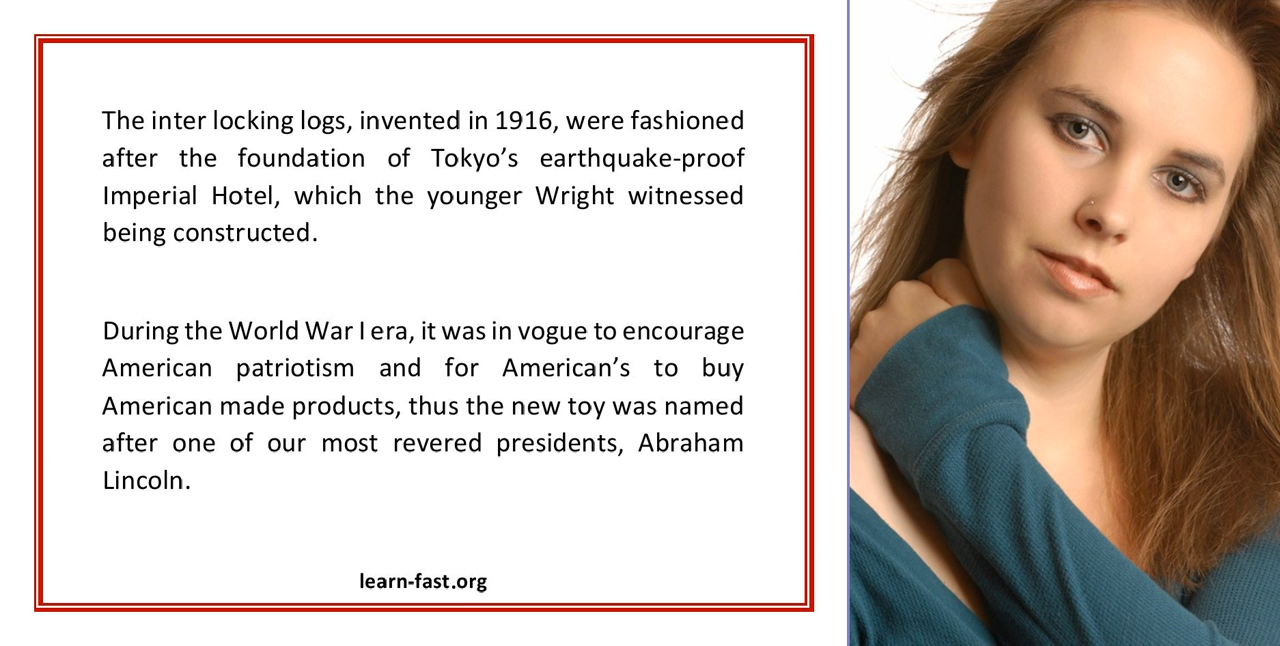 The inter locking logs, invented in 1916, were fashioned
after the foundation of Tokyo’s earthquake-proof
Imperial Hotel, which the younger Wright witnessed
being constructed.
During the World War I era, it was in vogue to encourage
American patriotism and for American’s to buy
American made products, thus the new toy was named
after one of our most revered presidents, Abraham
Lincoln.
learn-fast.org